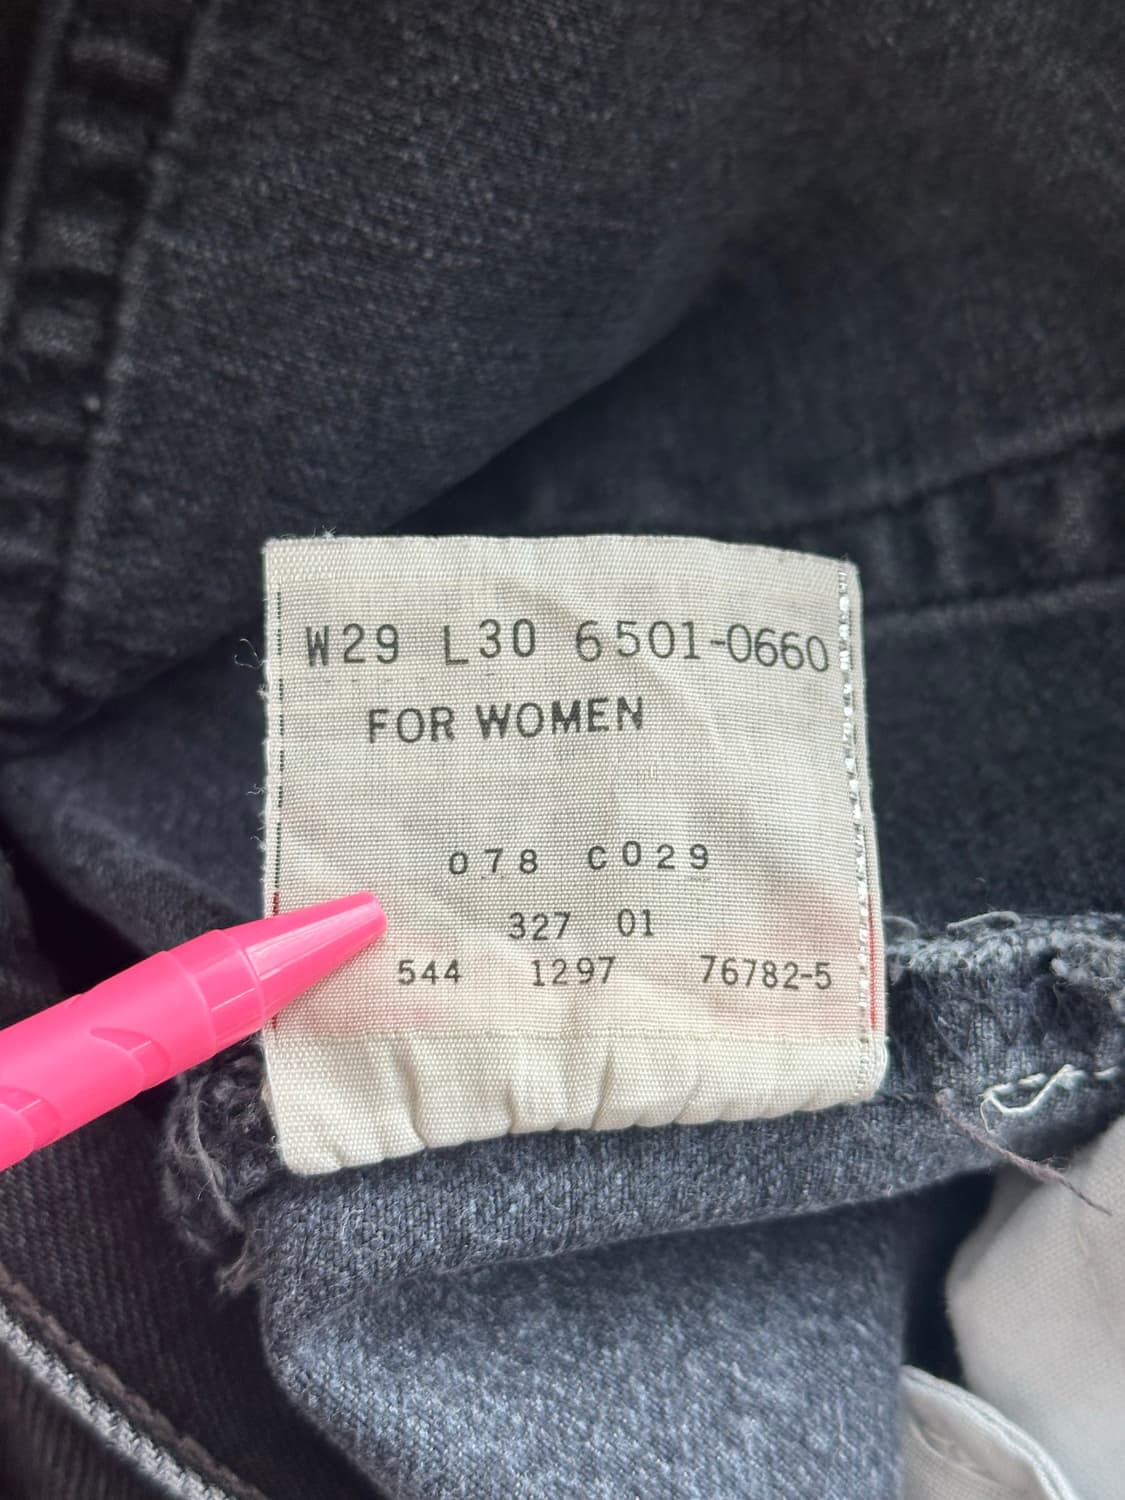 W29 L30 6501-0660
FOR WOMEN
078 C029
327 01
544 1297 76782-5